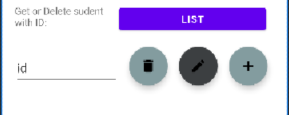 Get or Delete sudent
with ID:
LIST
id